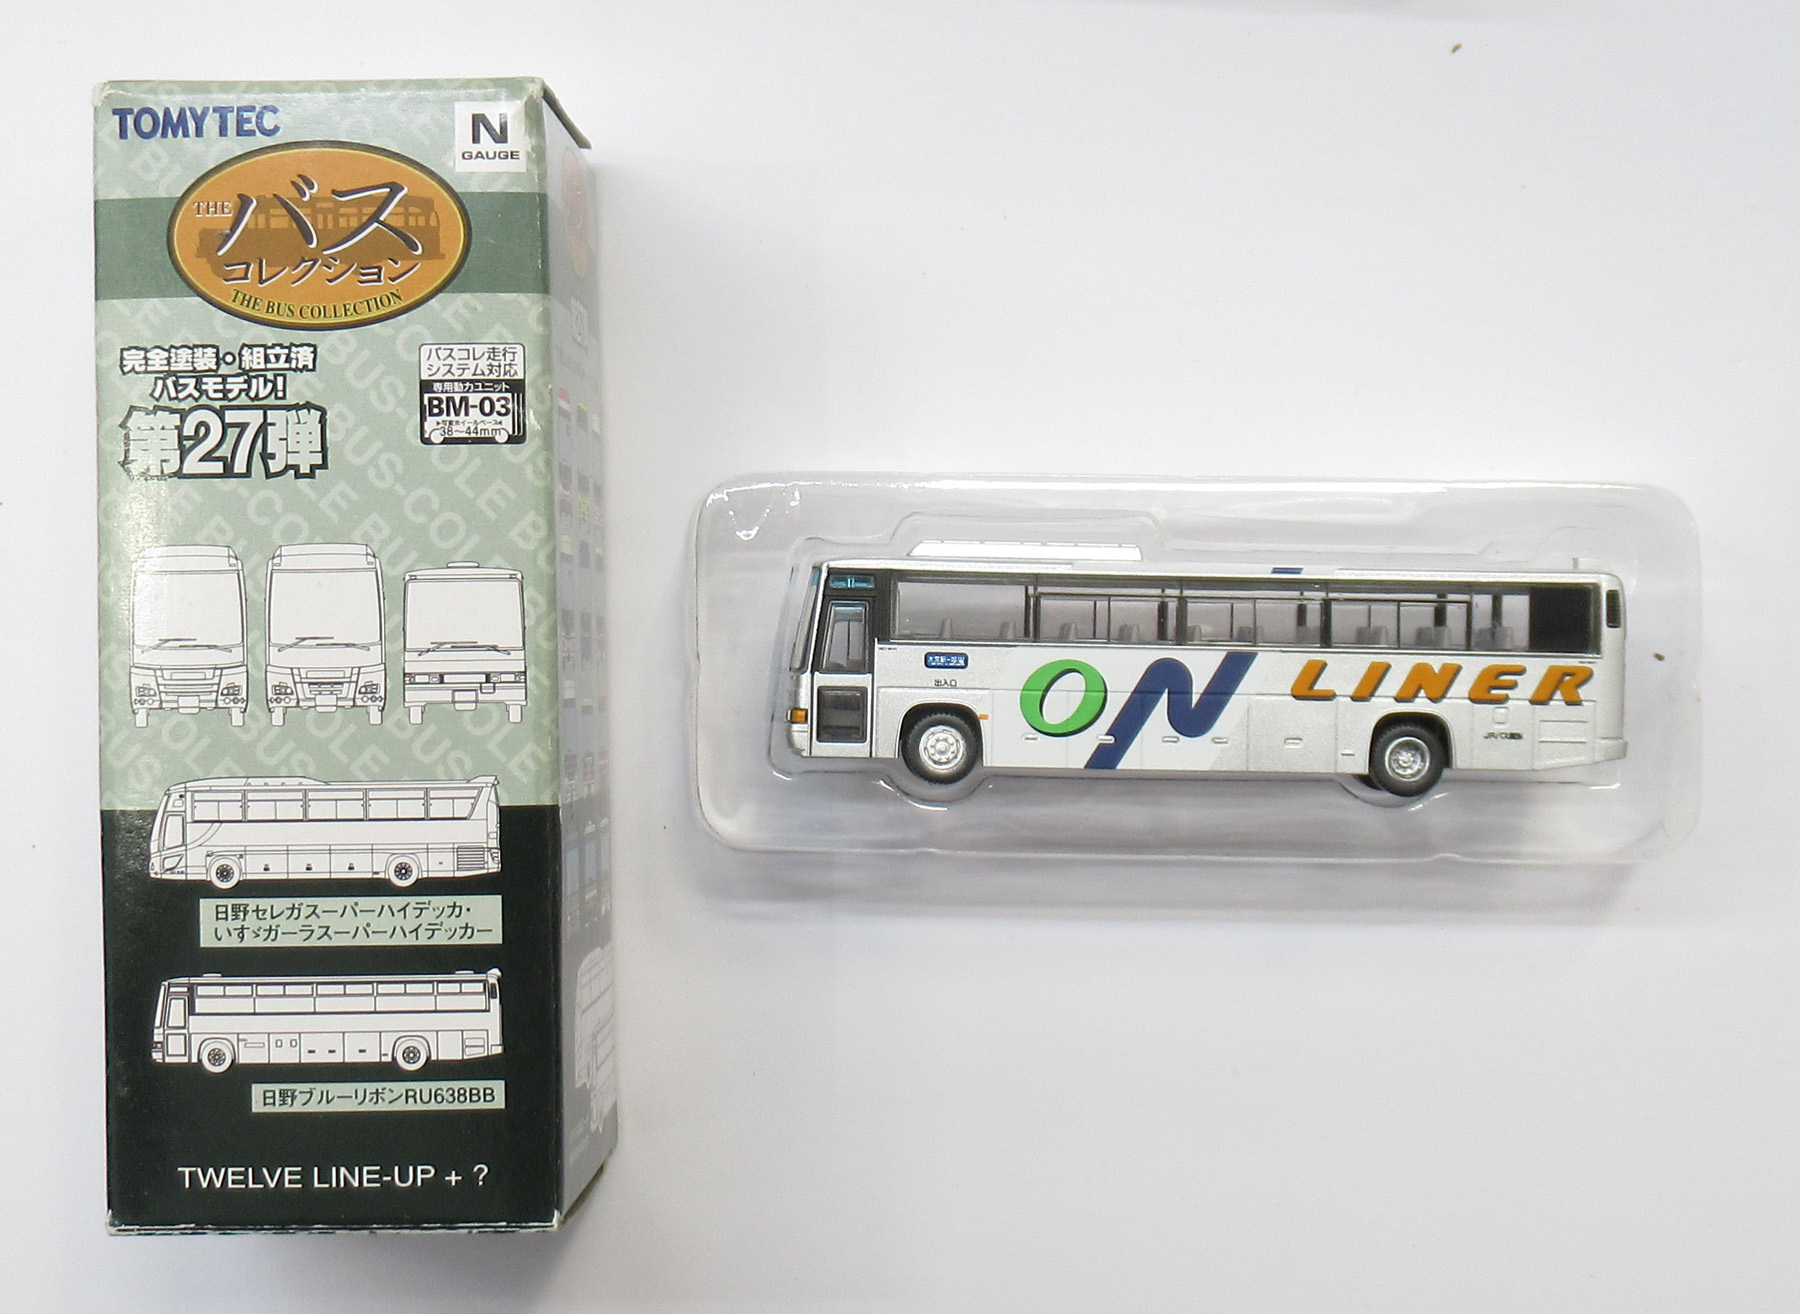 TOMYTEC
N
GAUGE
THE
バス
コレクション
THE BUS COLLECTION
完全塗装・組立済
バスモデル!
第27弾
バスコレ走行
システム対応
専用動力ユニット
BM-03
38〜44mm
日野セレガスーパーハイデッカ・
いすゞガーラスーパーハイデッカー
日野ブルーリボンRU638BB
TWELVE LINE-UP + ?
出入口
ON LINER